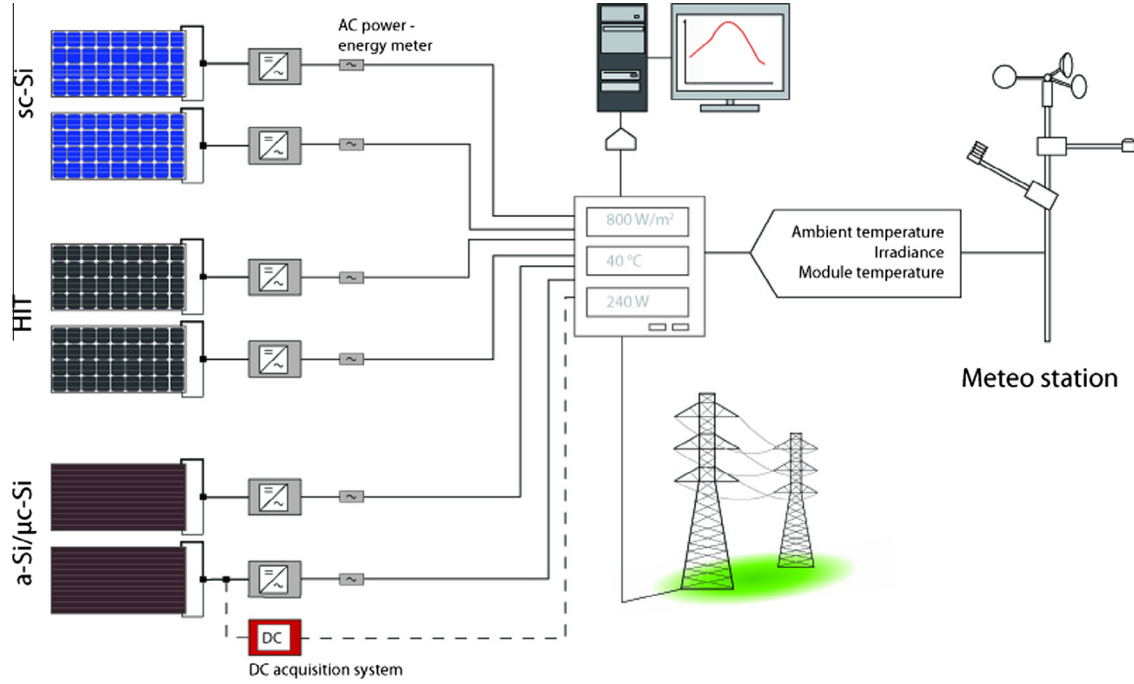 sc-Si
HIT
a-Si/μc-Si
AC power -
energy meter
800 W/m²
40 °C
240 W
Ambient temperature
Irradiance
Module temperature
Meteo station
DC
DC acquisition system